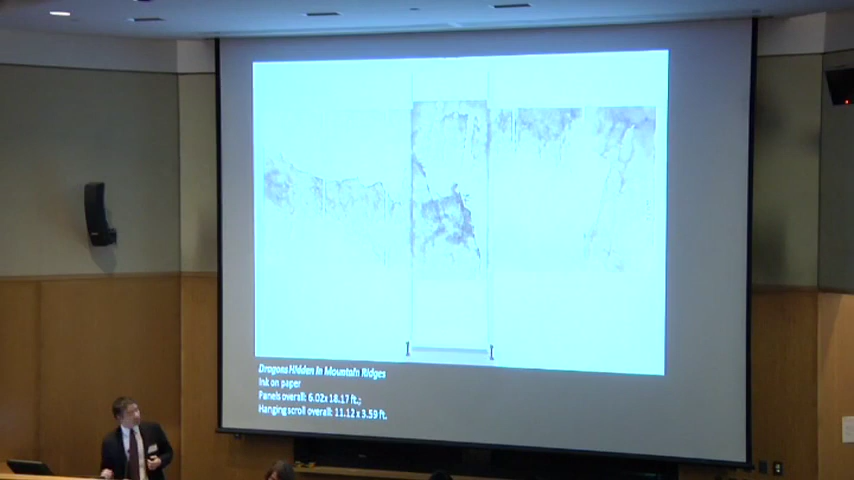 Dragons Hidden in Mountain Ridges
Ink on paper
Panels overall: 6.02x 18.17 ft.;
Hanging scroll overall: 11.12 x 3.59 ft.